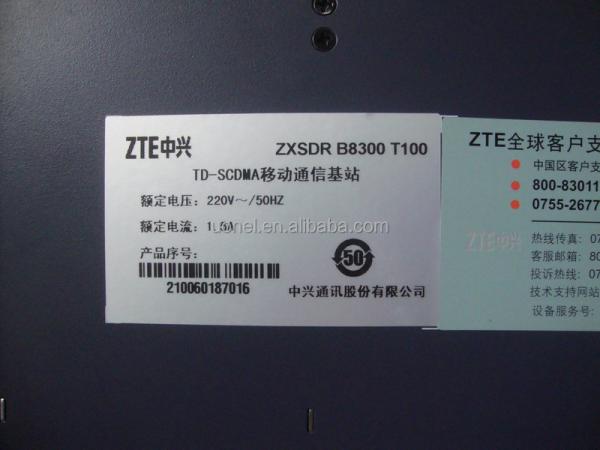 ZTE中兴
ZXSDR B8300 T100
TD-SCDMA移动通信基站
额定电压: 220V～/50HZ
额定电流: 1.6A
产品序号:
210060187016
50
中兴通讯股份有限公司
uonel.en.alibaba.com
ZTE全球客户支
中国区客户支
800-83011
0755-2677
ZTE中兴
热线传真: 07
客服邮箱: 80
投诉热线: 07
技术支持网站
设备服务号: